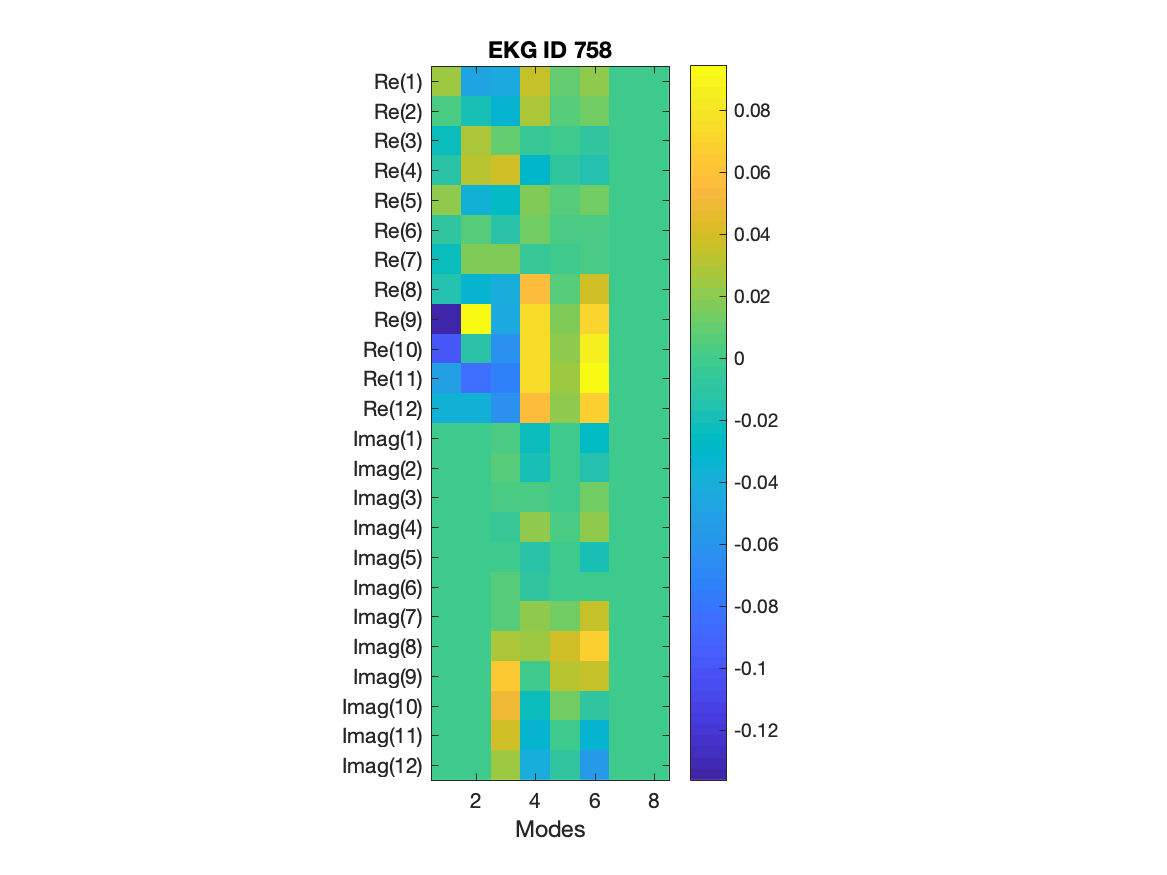 EKG ID 758
Re(1)
Re(2)
Re(3)
Re(4)
Re(5)
Re(6)
Re(7)
Re(8)
Re(9)
Re(10)
Re(11)
Re(12)
Imag(1)
Imag(2)
Imag(3)
Imag(4)
Imag(5)
Imag(6)
Imag(7)
Imag(8)
Imag(9)
Imag(10)
Imag(11)
Imag(12)
2 4 6 8
Modes
0.08
0.06
0.04
0.02
0
-0.02
-0.04
-0.06
-0.08
-0.1
-0.12